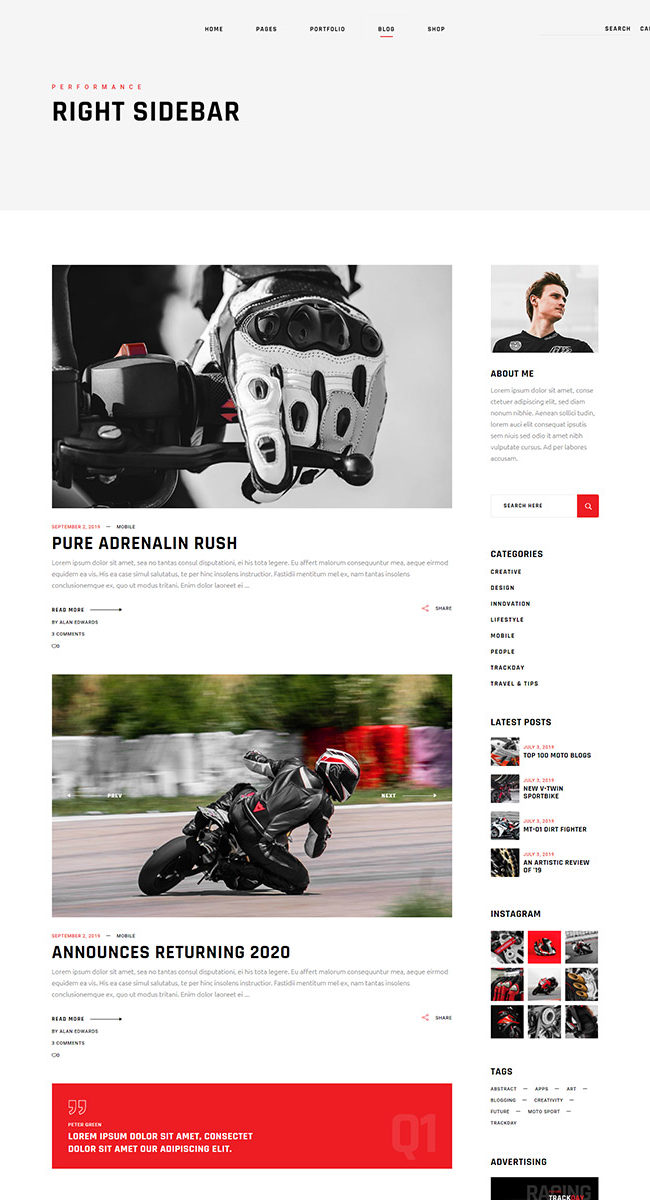 HOME
PAGES
PORTFOLIO
BLOG
SHOP
SEARCH
PERFORMANCE
RIGHT SIDEBAR
SEPTEMBER 2, 2019 — MOBILE
PURE ADRENALIN RUSH
Lorem ipsum dolor sit amet, sea no tantas consul disputationi, ei his tota legere. Eu affert malorum consequuntur mea, aeque eirmod
equidem ea vis. His ea case simul salutatus, te per hinc insolens instructior. Fastidii mentitum mel ex, nam tantas insolens
conclusionemque ex, quo ut modus tritani. Enim dolor laoreet ei ...
READ MORE
SHARE
BY ALAN EDWARDS
3 COMMENTS
0
PREV
NEXT
SEPTEMBER 2, 2019 — MOBILE
ANNOUNCES RETURNING 2020
Lorem ipsum dolor sit amet, sea no tantas consul disputationi, ei his tota legere. Eu affert malorum consequuntur mea, aeque eirmod
equidem ea vis. His ea case simul salutatus, te per hinc insolens instructior. Fastidii mentitum mel ex, nam tantas insolens
conclusionemque ex, quo ut modus tritani. Enim dolor laoreet ei ...
READ MORE
SHARE
BY ALAN EDWARDS
3 COMMENTS
0
PETER GREEN
LOREM IPSUM DOLOR SIT AMET, CONSECTET
DOLOR SIT AMET OUR ADIPISCING ELIT.
Q1
ABOUT ME
Lorem ipsum dolor sit amet, conse
ctetuer adipiscing elit, sed diam
nonum nibhie. Aenean sollici tudin,
lorem auci elit consequat ipsutis
sem niuis sed odio it amet nibh
vulputate cursus. Ad per labores
accusam.
SEARCH HERE
CATEGORIES
CREATIVE
DESIGN
INNOVATION
LIFESTYLE
MOBILE
PEOPLE
TRACKDAY
TRAVEL & TIPS
LATEST POSTS
JULY 3, 2019
TOP 100 MOTO BLOGS
JULY 3, 2019
NEW V-TWIN
SPORTBIKE
JULY 3, 2019
MT-01 DIRT FIGHTER
JULY 3, 2019
AN ARTISTIC REVIEW
OF '19
INSTAGRAM
TAGS
ABSTRACT — APPS — ART —
BLOGGING — CREATIVITY —
FUTURE — MOTO SPORT —
TRACKDAY
ADVERTISING
RACING
TRACKDAY